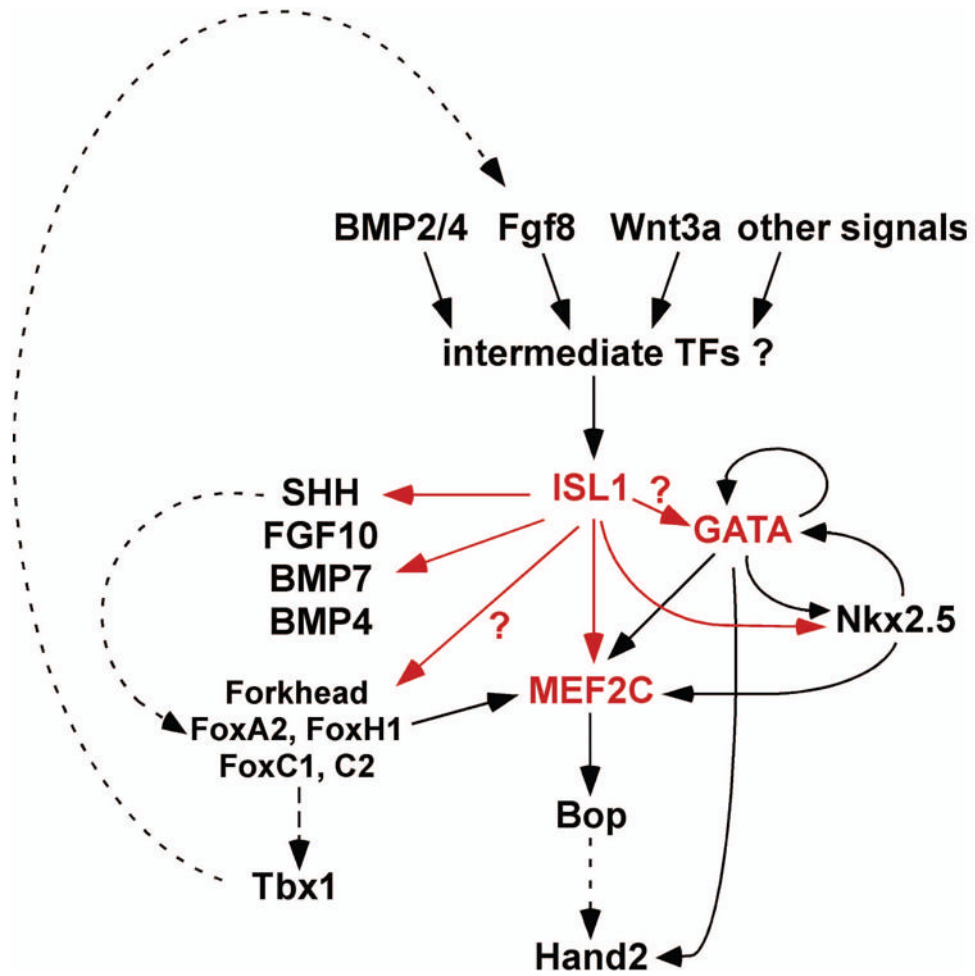 BMP2/4 Fgf8 Wnt3a other signals
intermediate TFs ?
ISL1 ?
SHH
GATA
FGF10
BMP7
BMP4
?
Nkx2.5
Forkhead
MEF2C
FoxA2, FoxH1
FoxC1, C2
Bop
Tbx1
Hand2